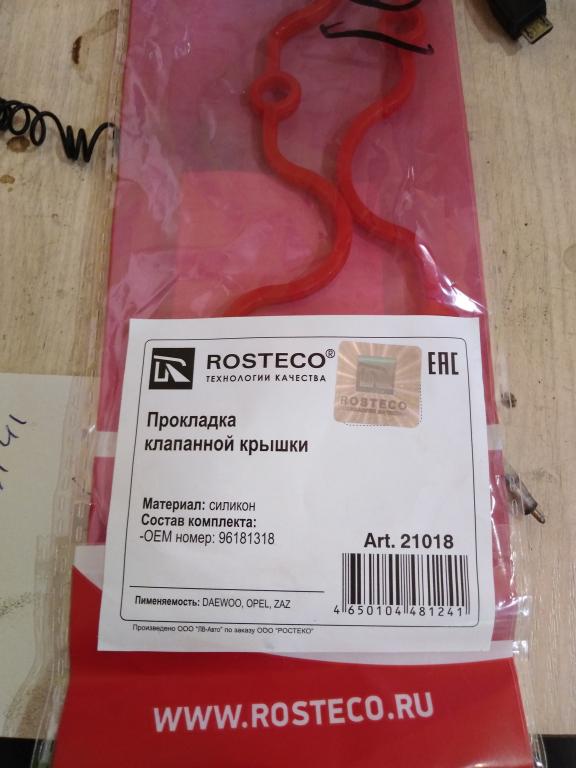 ROSTECO®
ТЕХНОЛОГИИ КАЧЕСТВА
ROSTECO
EAC
Прокладка
клапанной крышки
Материал: силикон
Состав комплекта:
-OEM номер: 96181318
Art. 21018
4 650104 481241
Применяемость: DAEWOO, OPEL, ZAZ
Произведено ООО "ЛВ-Авто" по заказу ООО "РОСТЕКО"
WWW.ROSTECO.RU